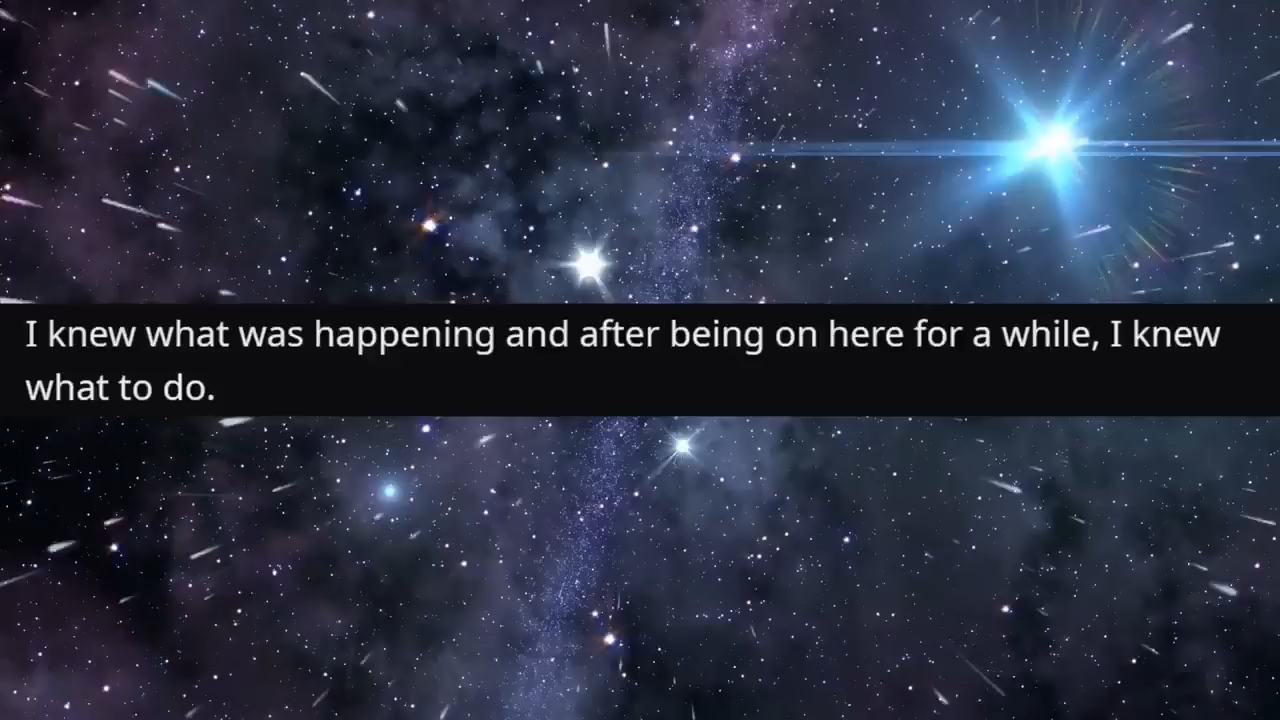 I knew what was happening and after being on here for a while, I knew
what to do.